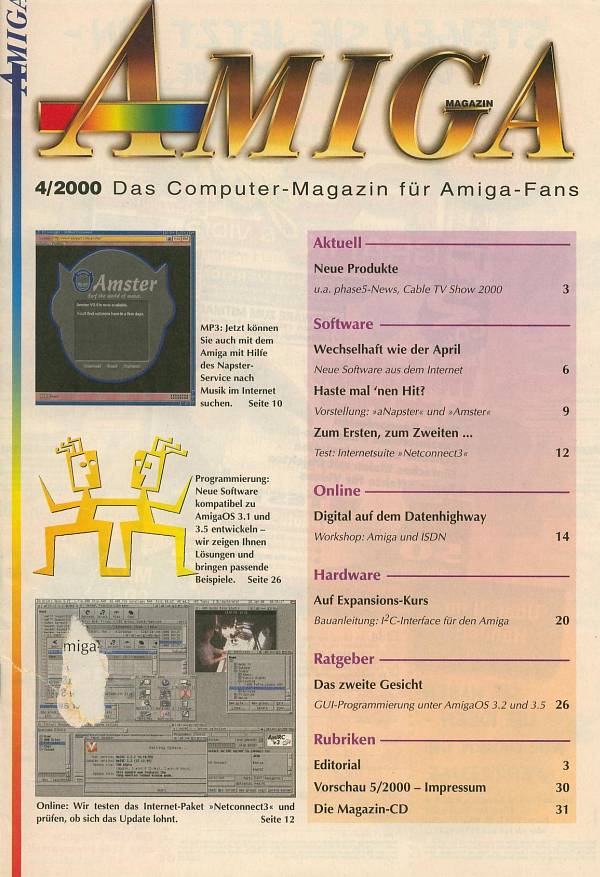 AMIGA
AMIGA
MAGAZIN
4/2000 Das Computer-Magazin für Amiga-Fans
Amster
Surf the world of music.
MP3: Jetzt können
Sie auch mit dem
Amiga mit Hilfe
des Napster-
Service nach
Musik im Internet
suchen. Seite 10
Programmierung:
Neue Software
kompatibel zu
AmigaOS 3.1 und
3.5 entwickeln –
wir zeigen Ihnen
Lösungen und
bringen passende
Beispiele. Seite 26
miga
AmIRC
Online: Wir testen das Internet-Paket »Netconnect3« und
prüfen, ob sich das Update lohnt. Seite 12
Aktuell
Neue Produkte
u.a. phase5-News, Cable TV Show 2000 3
Software
Wechselhaft wie der April
Neue Software aus dem Internet 6
Haste mal ‘nen Hit?
Vorstellung: »aNapster« und »Amster« 9
Zum Ersten, zum Zweiten ...
Test: Internetsuite »Netconnect3« 12
Online
Digital auf dem Datenhighway
Workshop: Amiga und ISDN 14
Hardware
Auf Expansions-Kurs
Bauanleitung: I²C-Interface für den Amiga 20
Ratgeber
Das zweite Gesicht
GUI-Programmierung unter AmigaOS 3.2 und 3.5 26
Rubriken
Editorial 3
Vorschau 5/2000 – Impressum 30
Die Magazin-CD 31